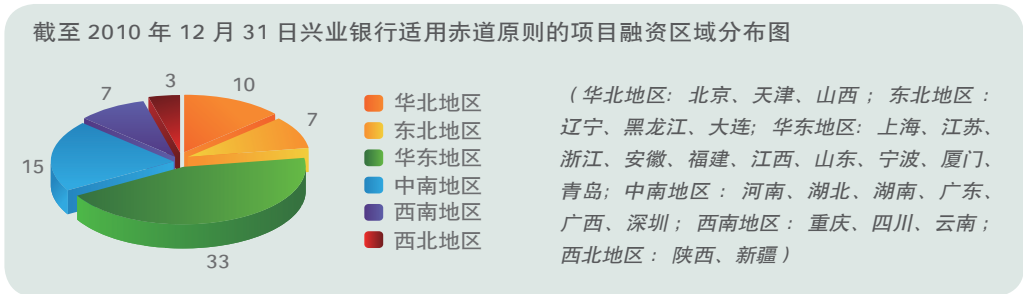 截至 2010 年 12 月 31 日兴业银行适用赤道原则的项目融资区域分布图
3
10
7
7
15
33
华北地区
东北地区
华东地区
中南地区
西南地区
西北地区
（华北地区: 北京、天津、山西 ；东北地区 ：
辽宁、黑龙江、大连; 华东地区: 上海、江苏、
浙江、安徽、福建、江西、山东、宁波、厦门、
青岛; 中南地区 ：河南、湖北、湖南、广东、
广西、深圳 ；西南地区 ：重庆、四川、云南 ；
西北地区 ：陕西、新疆 ）